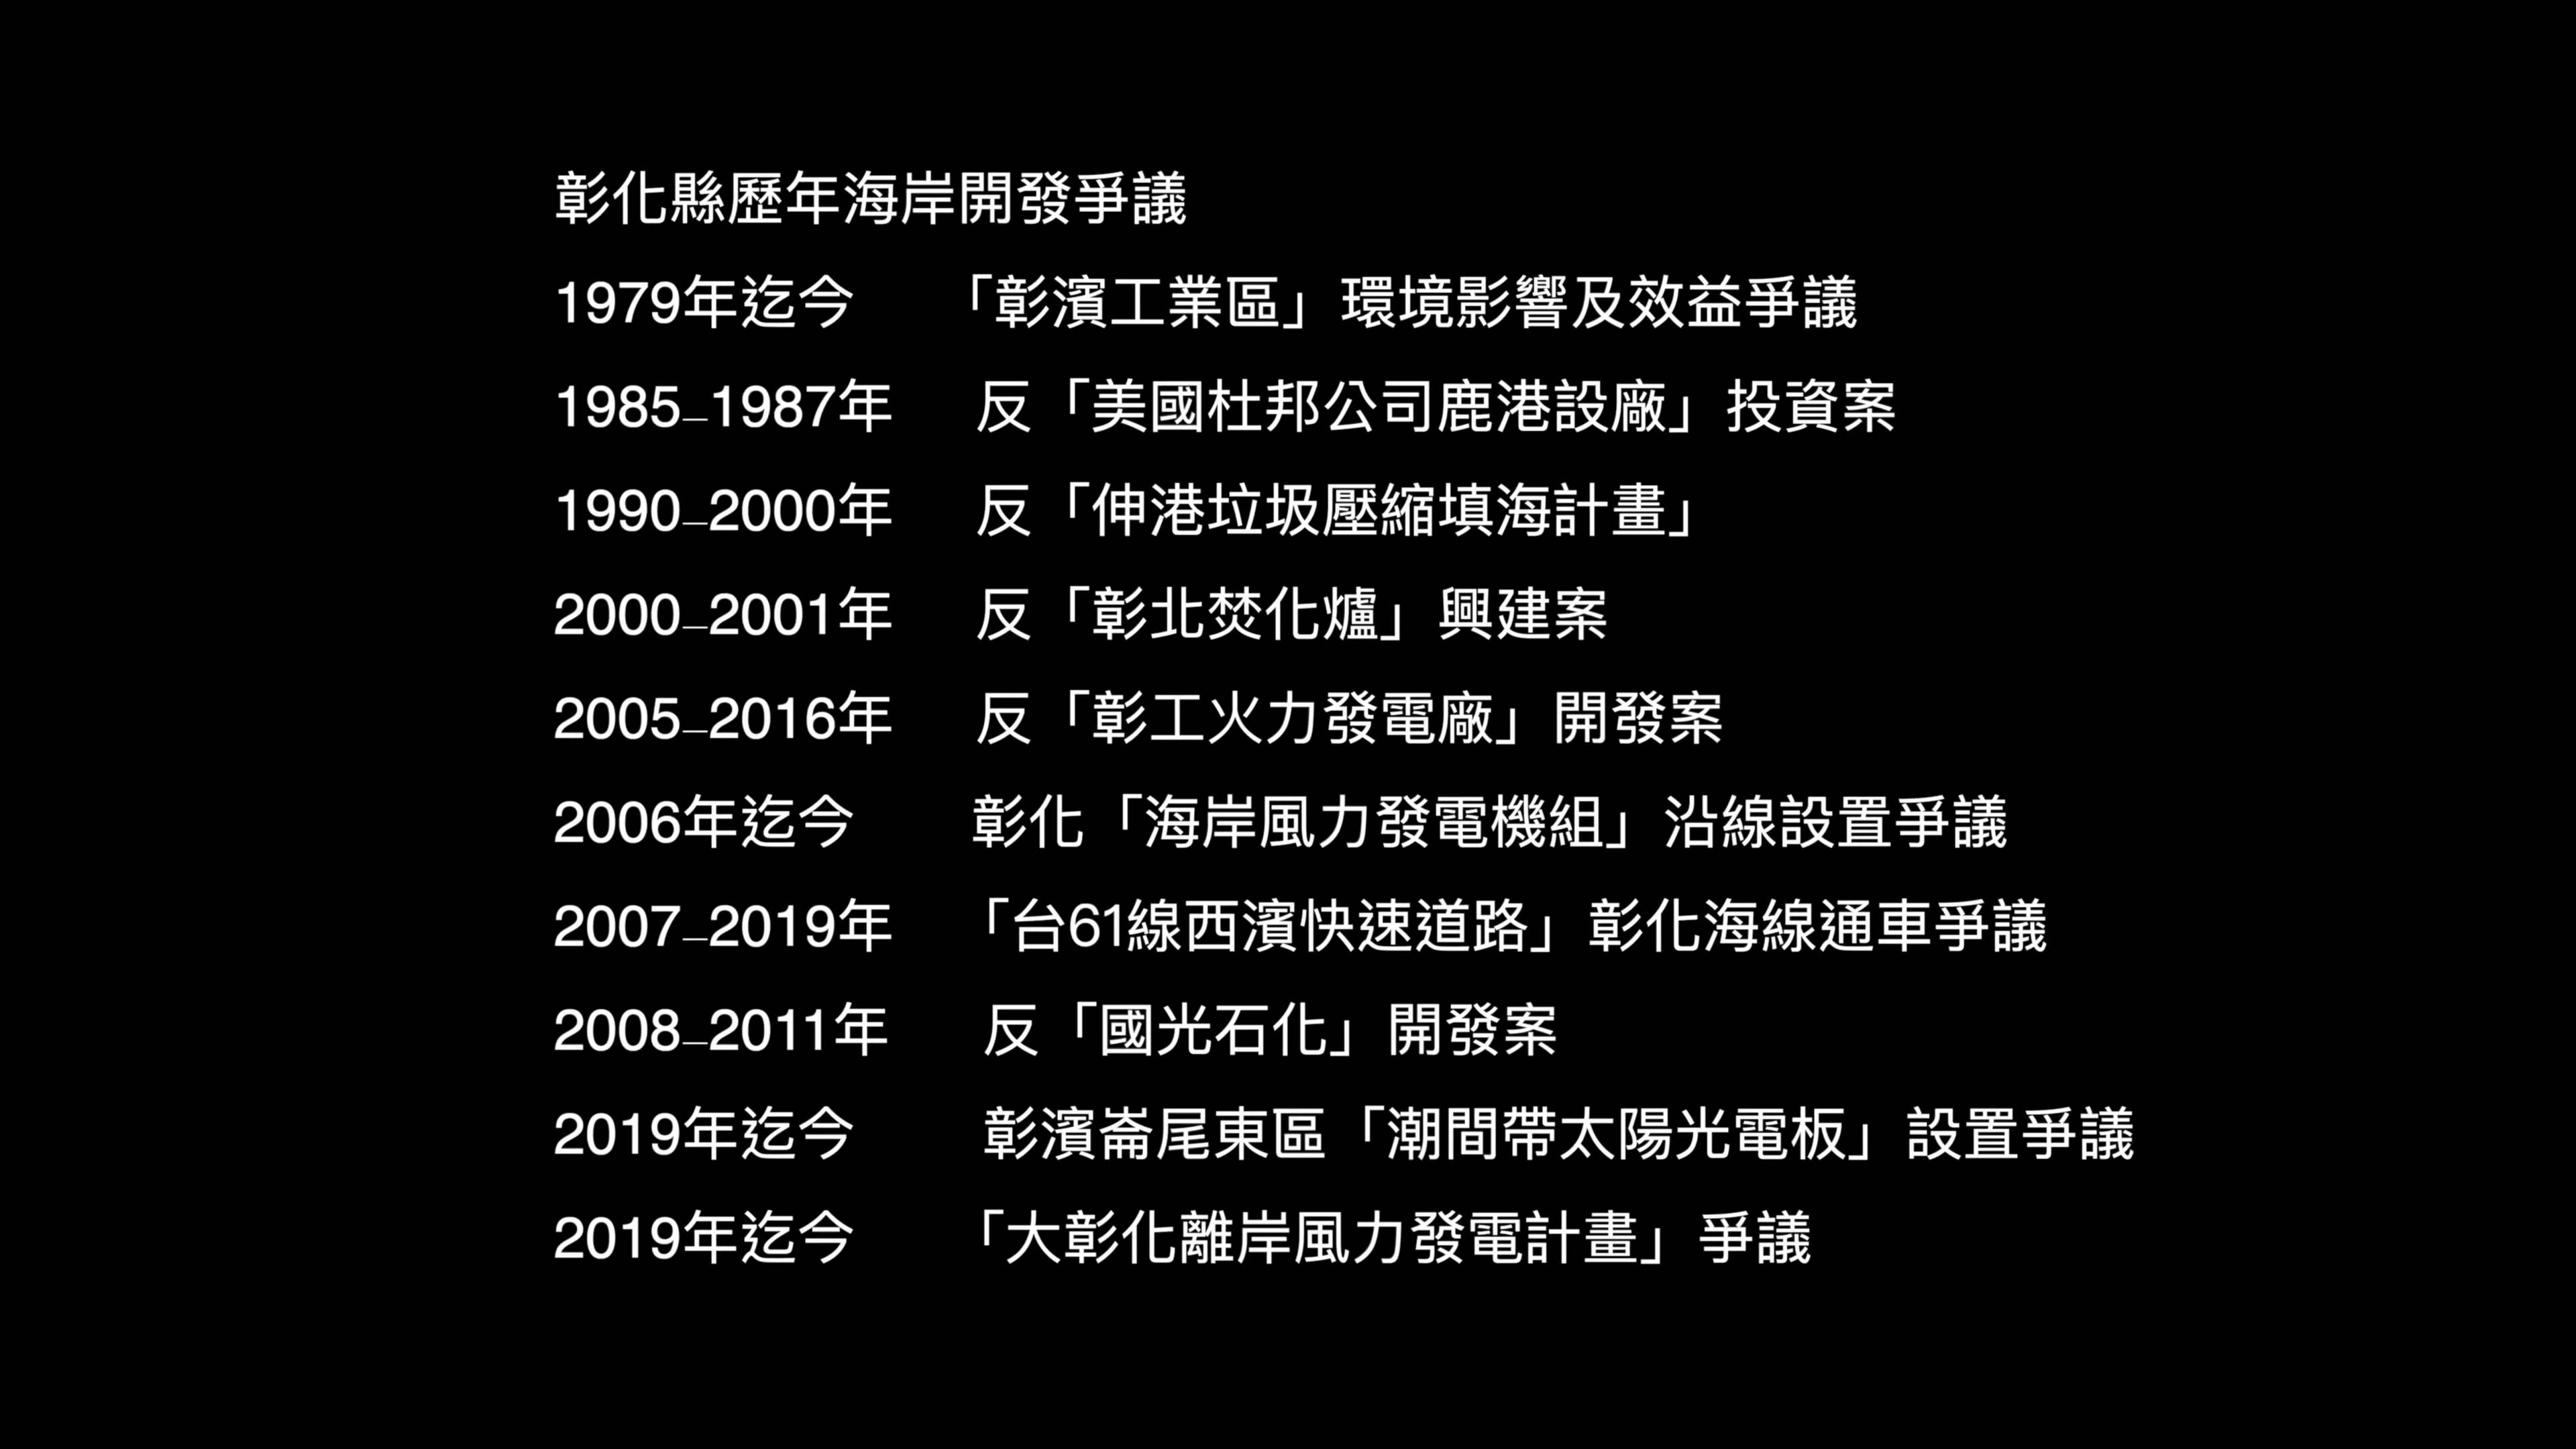 彰化縣歷年海岸開發爭議
1979年迄今 「彰濱工業區」環境影響及效益爭議
1985–1987年 反「美國杜邦公司鹿港設廠」投資案
1990–2000年 反「伸港垃圾壓縮填海計畫」
2000–2001年 反「彰北焚化爐」興建案
2005–2016年 反「彰工火力發電廠」開發案
2006年迄今 彰化「海岸風力發電機組」沿線設置爭議
2007–2019年 「台61線西濱快速道路」彰化海線通車爭議
2008–2011年 反「國光石化」開發案
2019年迄今 彰濱崙尾東區「潮間帶太陽光電板」設置爭議
2019年迄今 「大彰化離岸風力發電計畫」爭議